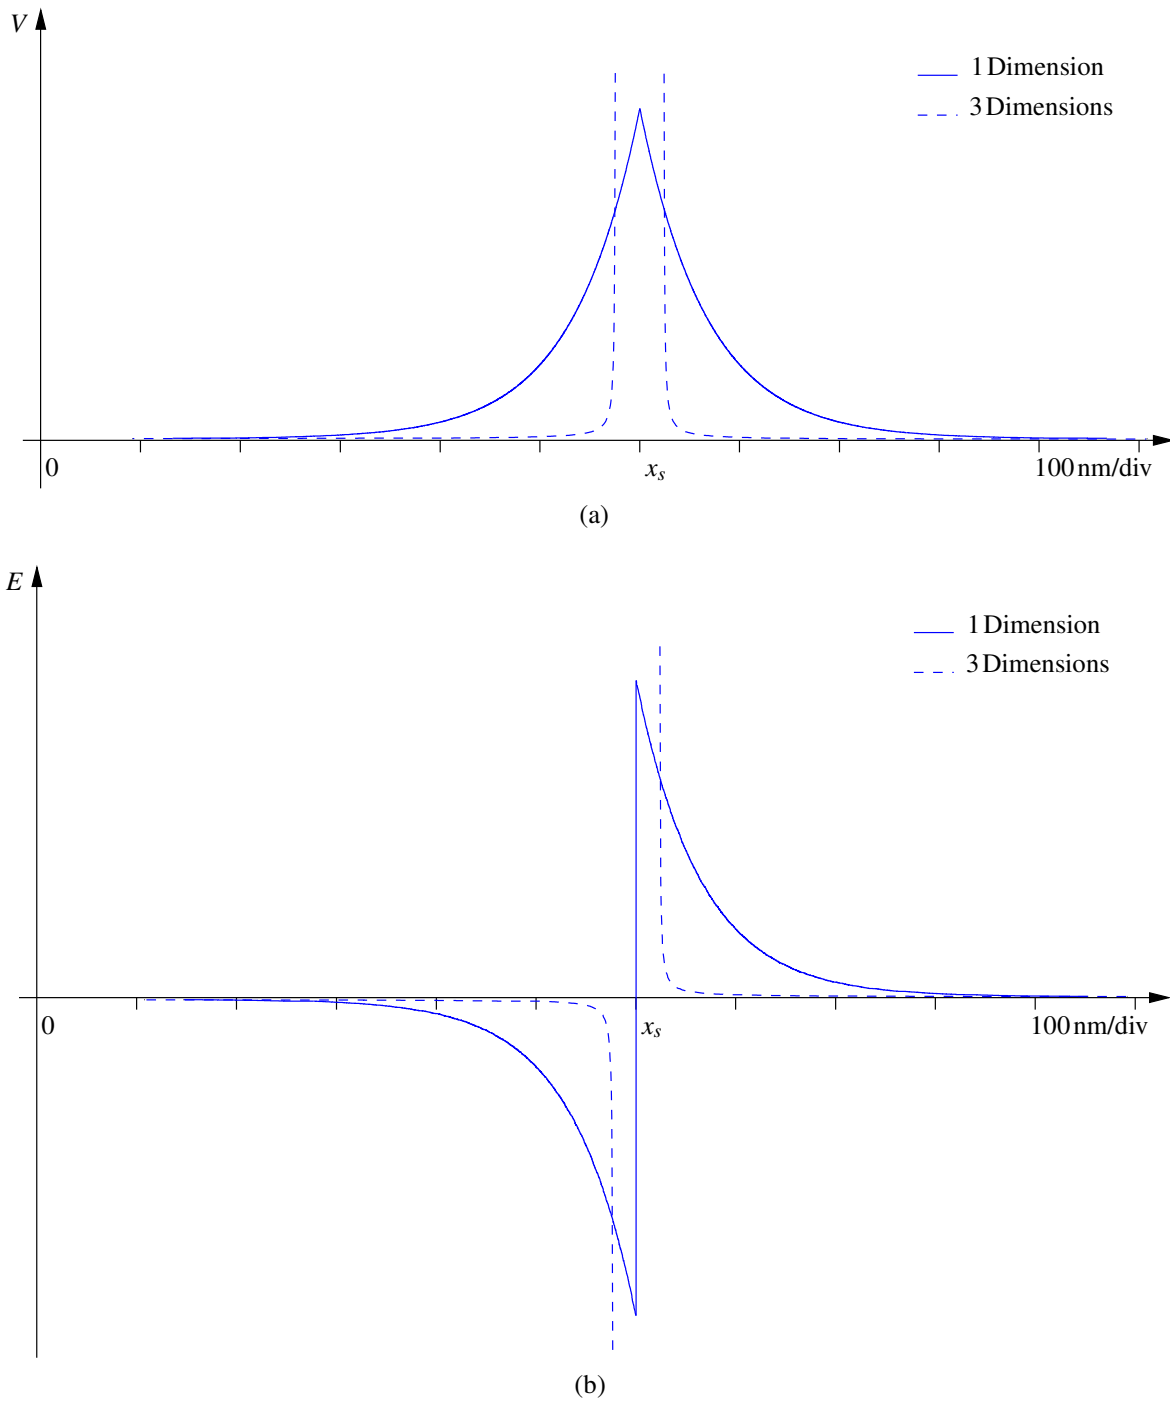 V
1 Dimension
3 Dimensions
0
x_s
100 nm/div
(a)
E
1 Dimension
3 Dimensions
0
x_s
100 nm/div
(b)